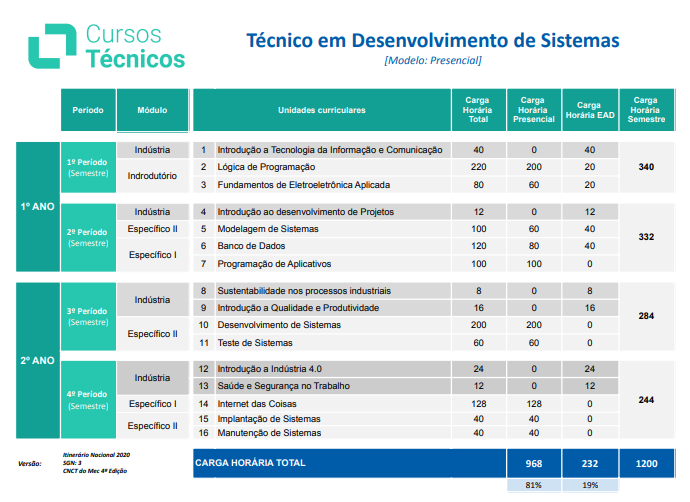 Cursos
Técnicos
Técnico em Desenvolvimento de Sistemas
[Modelo: Presencial]
Período Módulo Unidades curriculares Carga Horária Total Carga Horária Presencial Carga Horária EAD Carga Horária Semestre
1º ANO
1º Período (Semestre) 340
Indústria 1 Introdução a Tecnologia da Informação e Comunicação 40 0 40
Indrodutório 2 Lógica de Programação 220 200 20
3 Fundamentos de Eletroeletrônica Aplicada 80 60 20
2º Período (Semestre) 332
Indústria 4 Introdução ao desenvolvimento de Projetos 12 0 12
Específico II 5 Modelagem de Sistemas 100 60 40
Específico I 6 Banco de Dados 120 80 40
7 Programação de Aplicativos 100 100 0
2º ANO
3º Período (Semestre) 284
Indústria 8 Sustentabilidade nos processos industriais 8 0 8
9 Introdução a Qualidade e Produtividade 16 0 16
Específico II 10 Desenvolvimento de Sistemas 200 200 0
11 Teste de Sistemas 60 60 0
4º Período (Semestre) 244
Indústria 12 Introdução a Indústria 4.0 24 0 24
13 Saúde e Segurança no Trabalho 12 0 12
Específico I 14 Internet das Coisas 128 128 0
Específico II 15 Implantação de Sistemas 40 40 0
16 Manutenção de Sistemas 40 40 0
Versão:
Itinerário Nacional 2020
SGN: 3
CNCT do Mec 4ª Edição
CARGA HORÁRIA TOTAL 968 232 1200
81% 19%